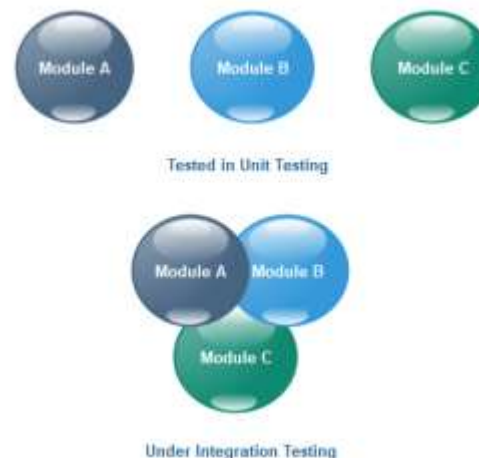 Module A Module B Module C
Tested in Unit Testing
Module A Module B
Module C
Under Integration Testing